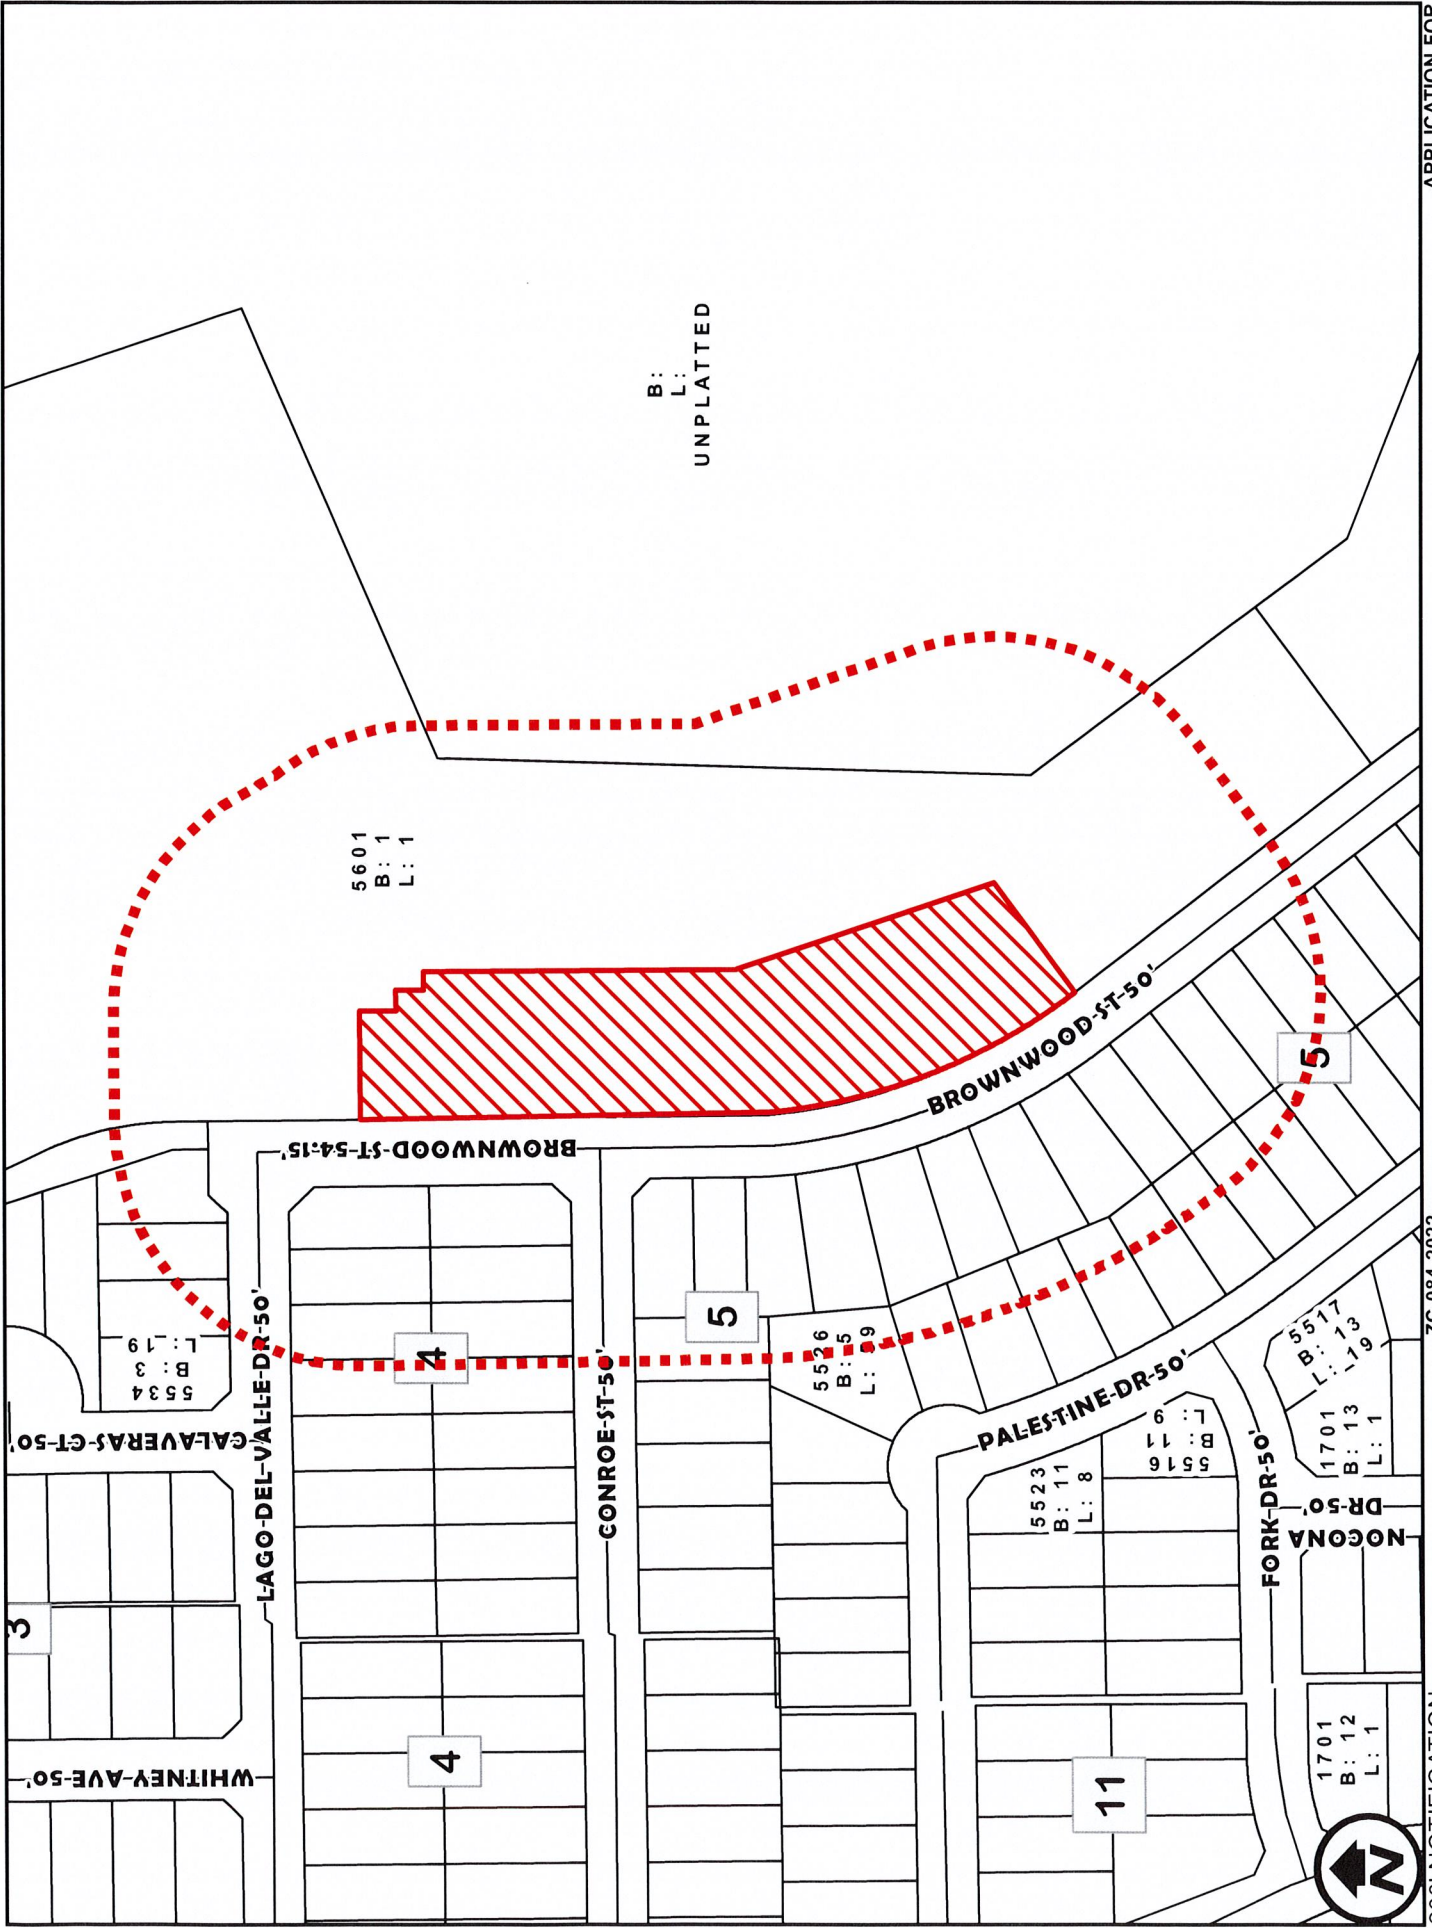 APPLICATION FOR
B:
L:
UNPLATTED
5601
B: 1
L: 1
BROWNWOOD-ST-54.15'
BROWNWOOD-ST-50'
5534
B: 3
L: 19
CALAVERAS-CT-50'
LAGO-DEL-VALLE-DR-50'
4
CONROE-ST-50'
5
5
B: 5
PALESTINE-DR-50'
5523
B: 11
L: 8
5516
B: 11
L: 9
5517
B: 13
L: 19
1701
B: 13
L: 1
FORK-DR-50'
NOCONA
DR-50'
3
WHITNEY-AVE-50'
4
11
1701
B: 12
L: 1
N